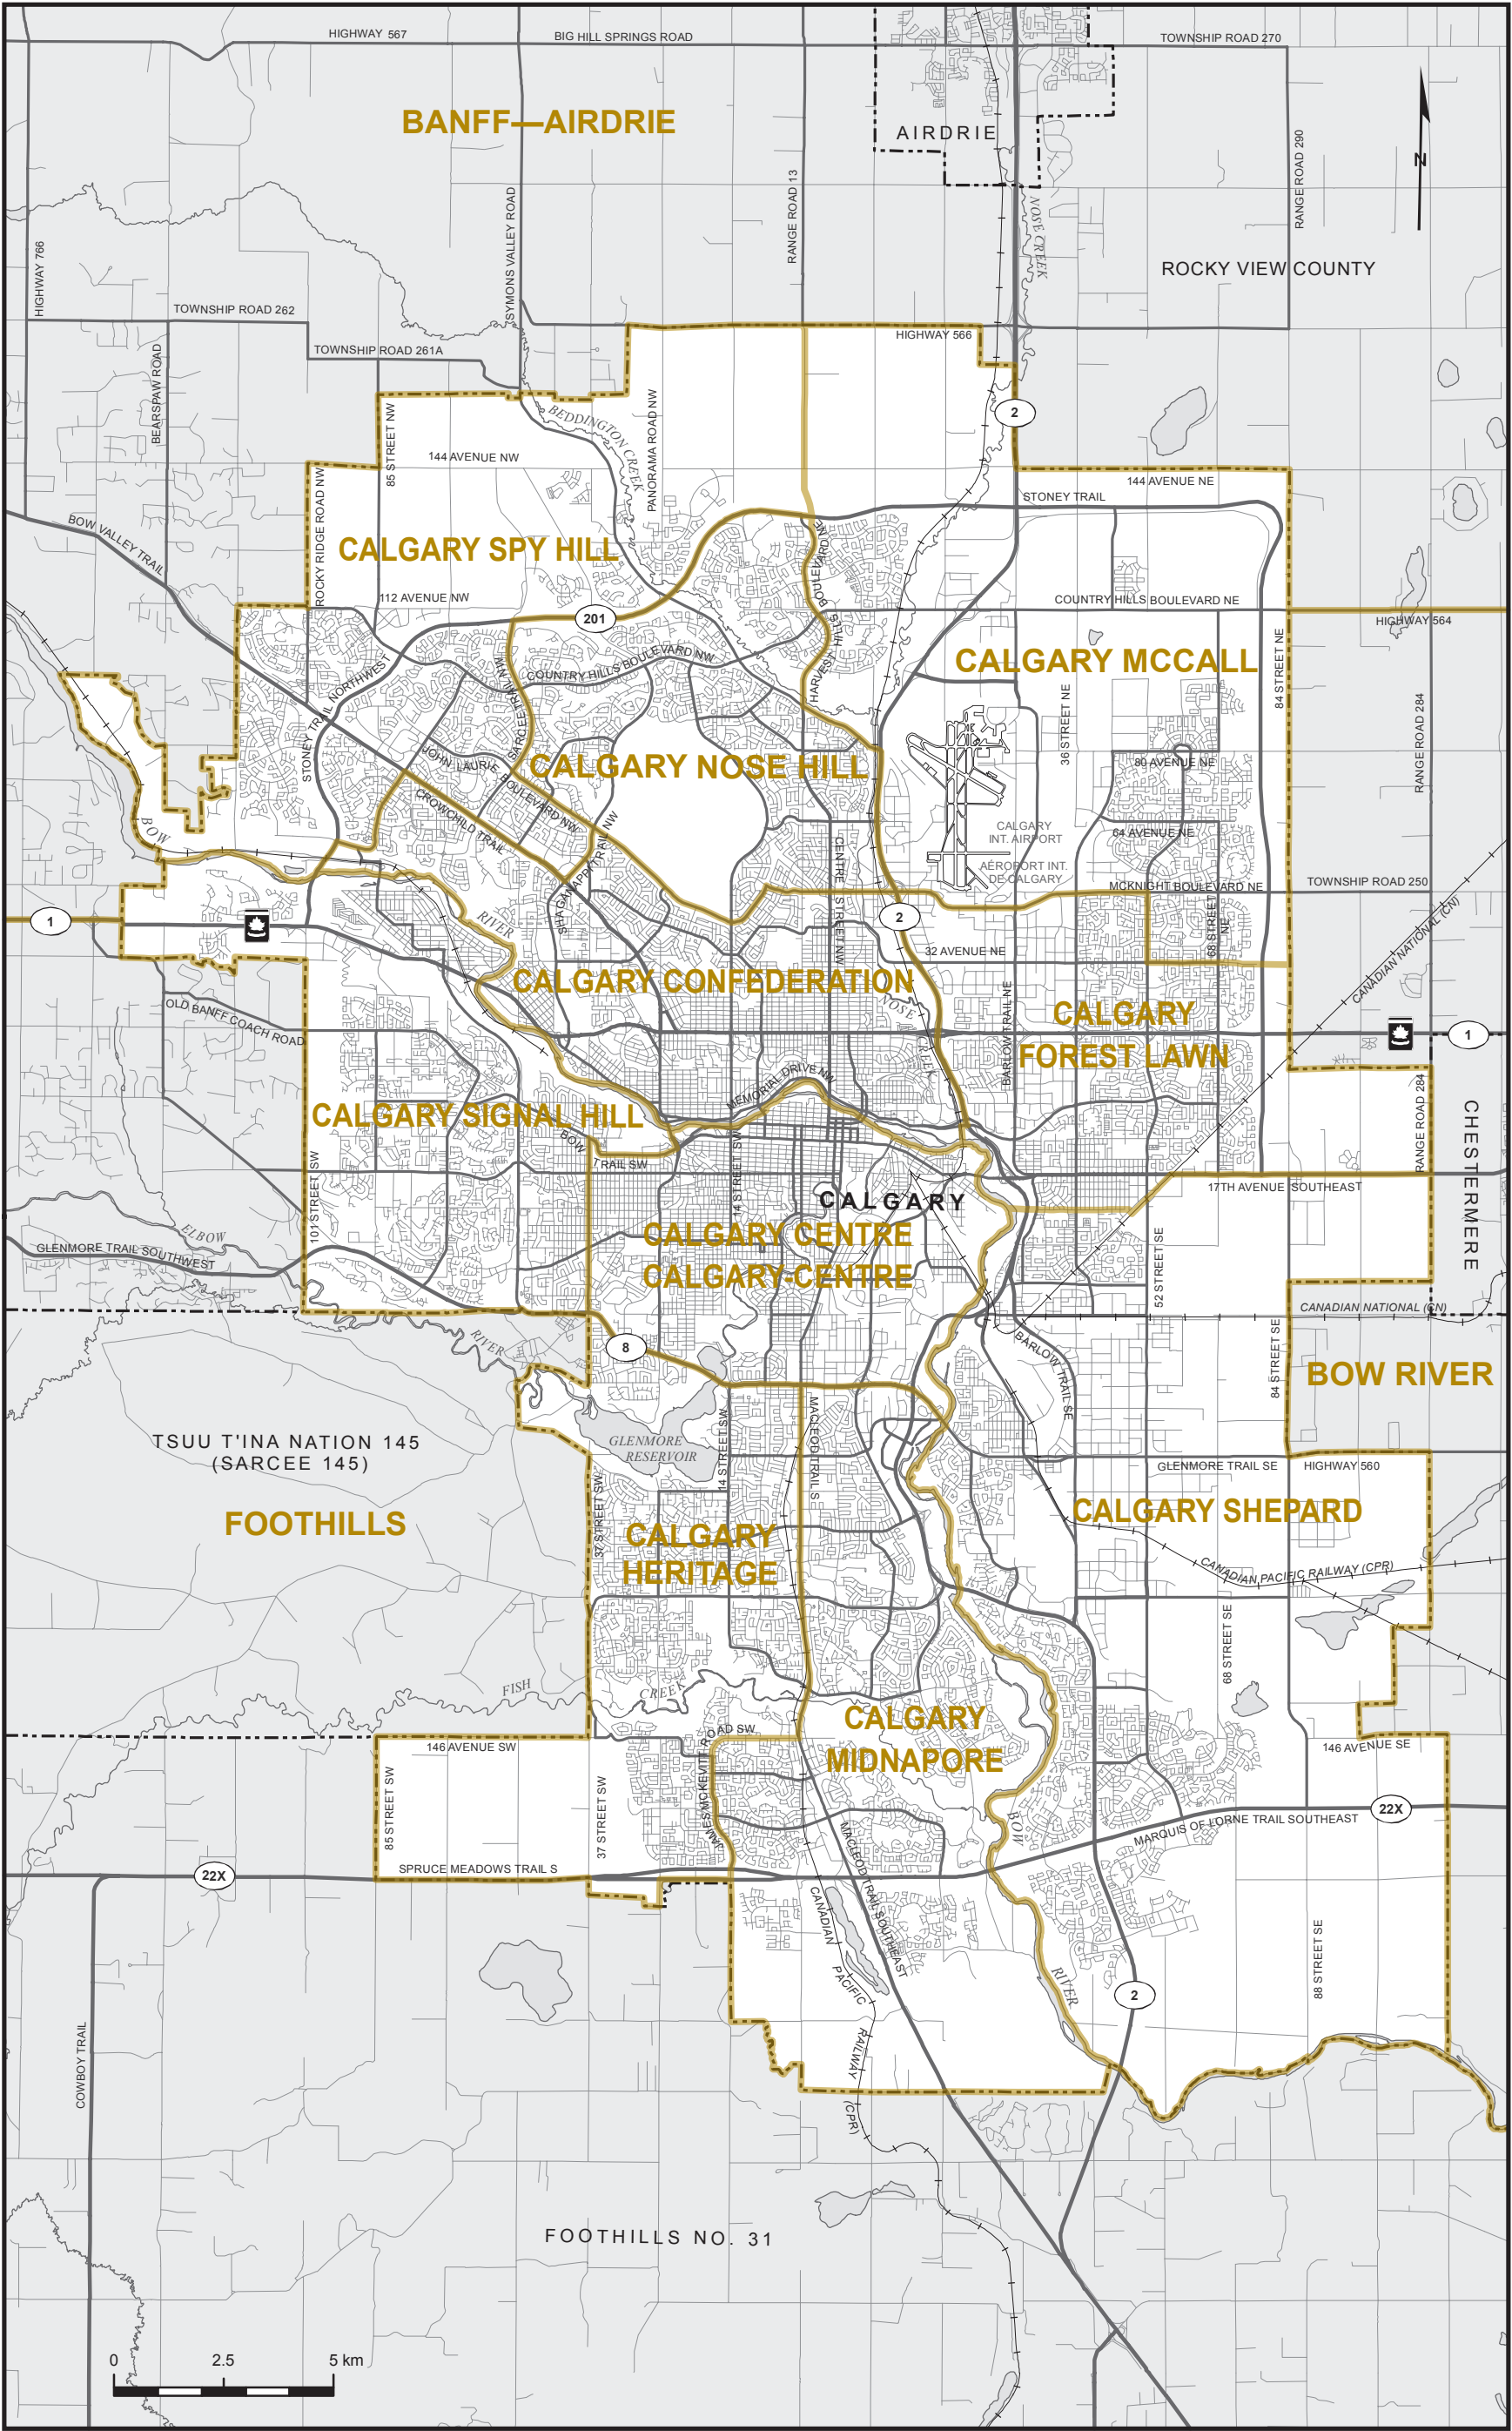 HIGHWAY 567
BIG HILL SPRINGS ROAD
TOWNSHIP ROAD 270
BANFF—AIRDRIE
AIRDRIE
N
RANGE ROAD 290
RANGE ROAD 13
SYMONS VALLEY ROAD
NOSE CREEK
HIGHWAY 766
ROCKY VIEW COUNTY
TOWNSHIP ROAD 262
HIGHWAY 566
TOWNSHIP ROAD 261A
BEARSPAW ROAD
2
85 STREET NW
BEDDINGTON CREEK
PANORAMA ROAD NW
144 AVENUE NW
144 AVENUE NE
STONEY TRAIL
ROCKY RIDGE ROAD NW
BOW VALLEY TRAIL
CALGARY SPY HILL
HARVEST HILLS BOULEVARD NE
112 AVENUE NW
201
COUNTRY HILLS BOULEVARD NE
HIGHWAY 564
84 STREET NE
COUNTRY HILLS BOULEVARD NW
CALGARY MCCALL
STONEY TRAIL NORTHWEST
SARCEE TRAIL NW
36 STREET NE
RANGE ROAD 284
JOHN LAURIE BOULEVARD NW
CALGARY NOSE HILL
80 AVENUE NE
CROWCHILD TRAIL
SHAGANAPPI TRAIL NW
BOW
CALGARY
INT. AIRPORT
64 AVENUE NE
CENTRE STREET NW
AÉROPORT INT.
DE CALGARY
MCKNIGHT BOULEVARD NE
TOWNSHIP ROAD 250
1
RIVER
2
68 STREET NE
CANADIAN NATIONAL (CN)
32 AVENUE NE
CALGARY CONFEDERATION
NOSE CREEK
BARLOW TRAIL NE
OLD BANFF COACH ROAD
CALGARY
FOREST LAWN
1
MEMORIAL DRIVE NW
CALGARY SIGNAL HILL
RANGE ROAD 284
CHESTERMERE
BOW TRAIL SW
14 STREET SW
101 STREET SW
17TH AVENUE SOUTHEAST
CALGARY
ELBOW
CALGARY CENTRE
CALGARY-CENTRE
GLENMORE TRAIL SOUTHWEST
52 STREET SE
CANADIAN NATIONAL (CN)
RIVER
8
BARLOW TRAIL SE
84 STREET SE
BOW RIVER
MACLEOD TRAIL S
14 STREET SW
TSUU T'INA NATION 145
(SARCEE 145)
GLENMORE
RESERVOIR
GLENMORE TRAIL SE
HIGHWAY 560
37 STREET SW
FOOTHILLS
CALGARY SHEPARD
CALGARY
HERITAGE
CANADIAN PACIFIC RAILWAY (CPR)
68 STREET SE
FISH
CREEK
CALGARY
MIDNAPORE
JAMES MCKEVITT ROAD SW
146 AVENUE SW
146 AVENUE SE
85 STREET SW
37 STREET SW
BOW
22X
MARQUIS OF LORNE TRAIL SOUTHEAST
MACLEOD TRAIL SOUTHEAST
SPRUCE MEADOWS TRAIL S
22X
CANADIAN PACIFIC RAILWAY (CPR)
88 STREET SE
RIVER
2
COWBOY TRAIL
FOOTHILLS NO. 31
0 2.5 5 km